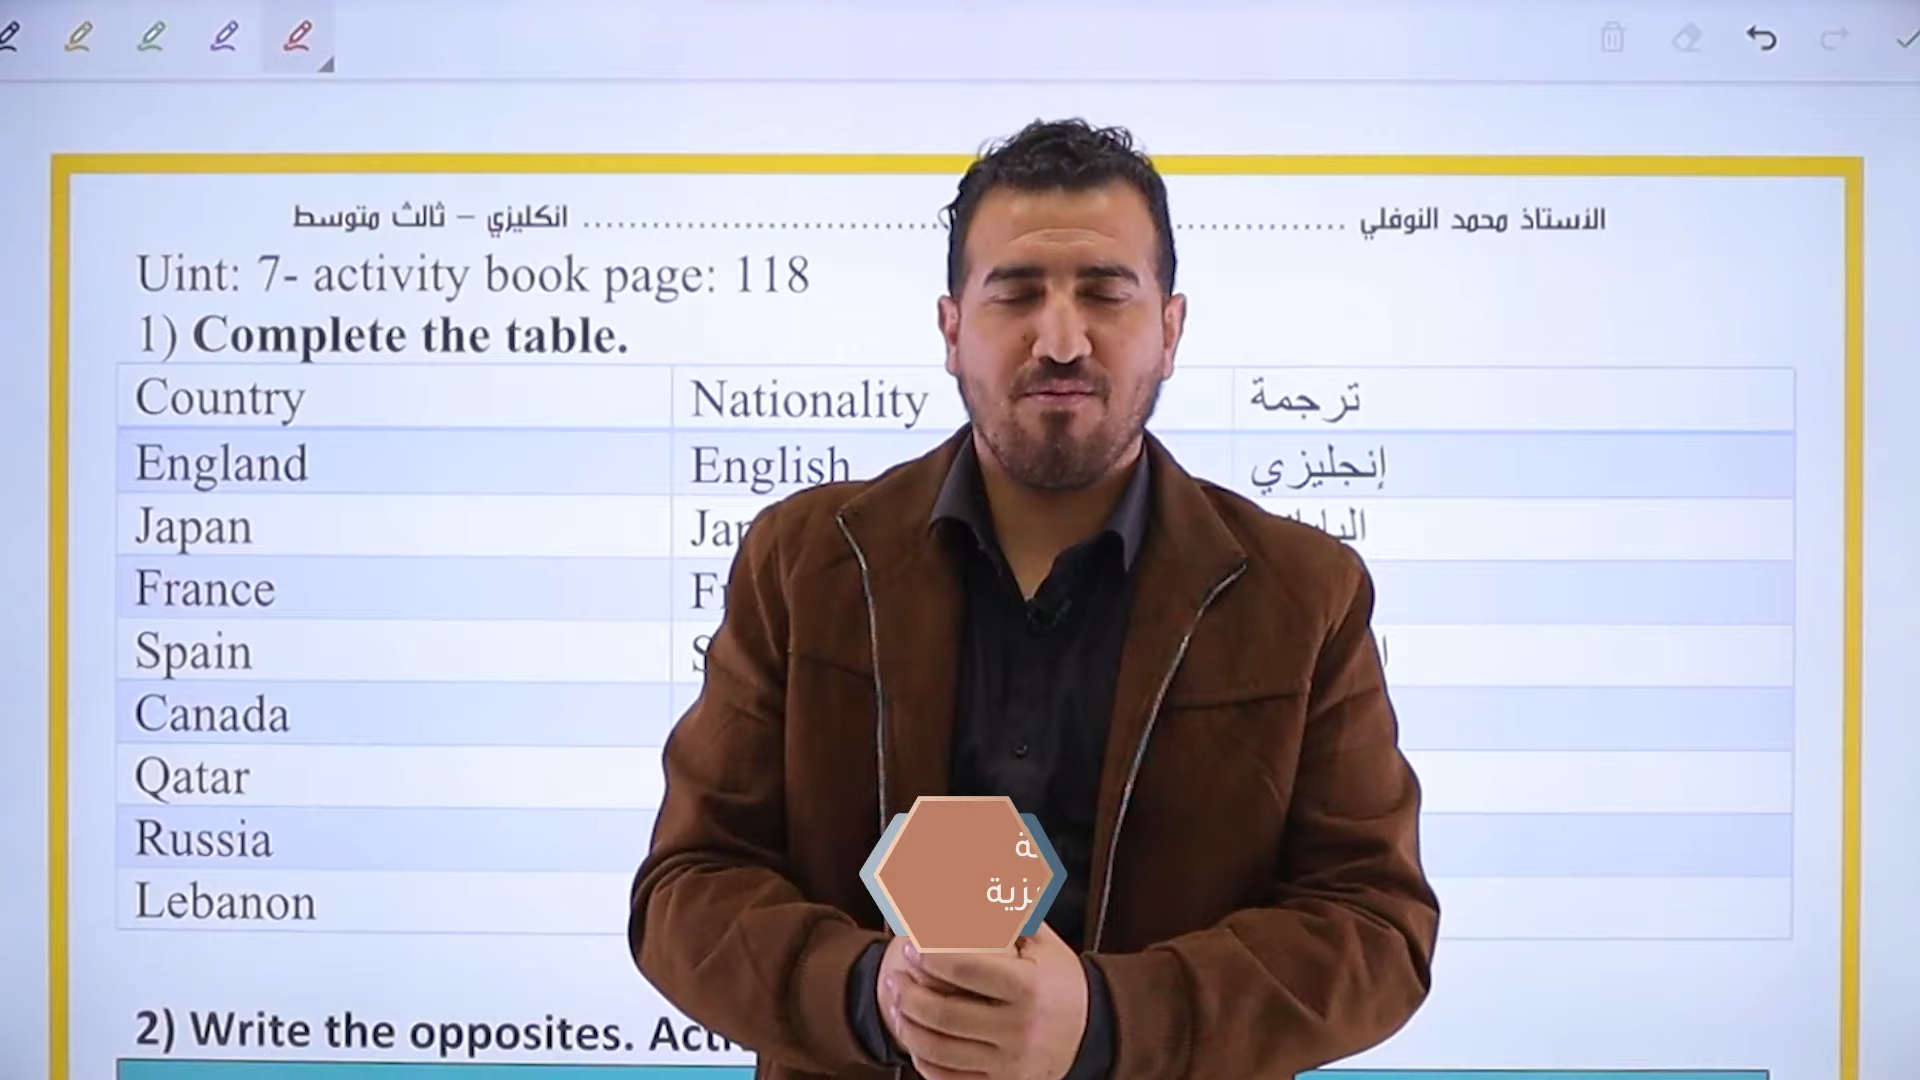 الأستاذ محمد النوفلي ........................ انكليزي – ثالث متوسط
Uint: 7- activity book page: 118
1) Complete the table.
Country Nationality ترجمة
England English إنجليزي
Japan
France
Spain
Canada
Qatar
Russia
Lebanon
2) Write the opposites.